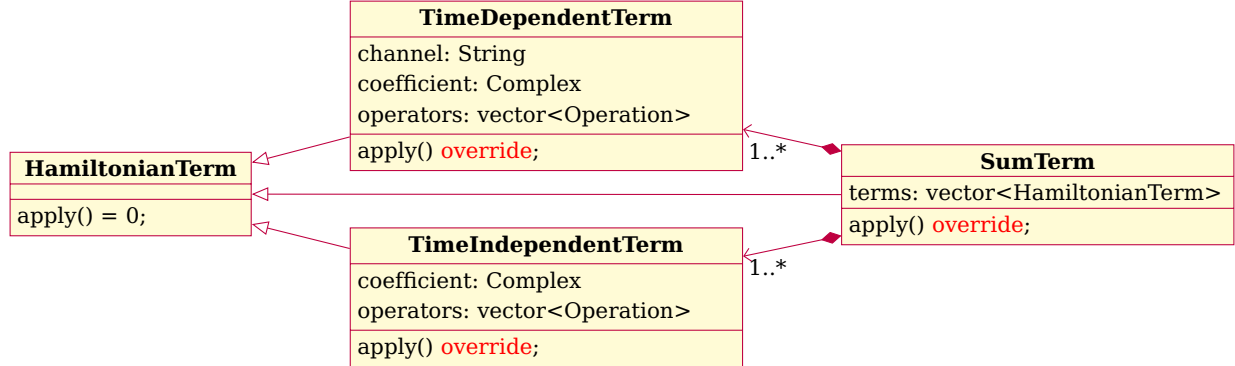 TimeDependentTerm
channel: String
coefficient: Complex
operators: vector<Operation>
apply() override;
HamiltonianTerm
apply() = 0;
1..*
SumTerm
terms: vector<HamiltonianTerm>
apply() override;
TimeIndependentTerm
coefficient: Complex
operators: vector<Operation>
apply() override;
1..*